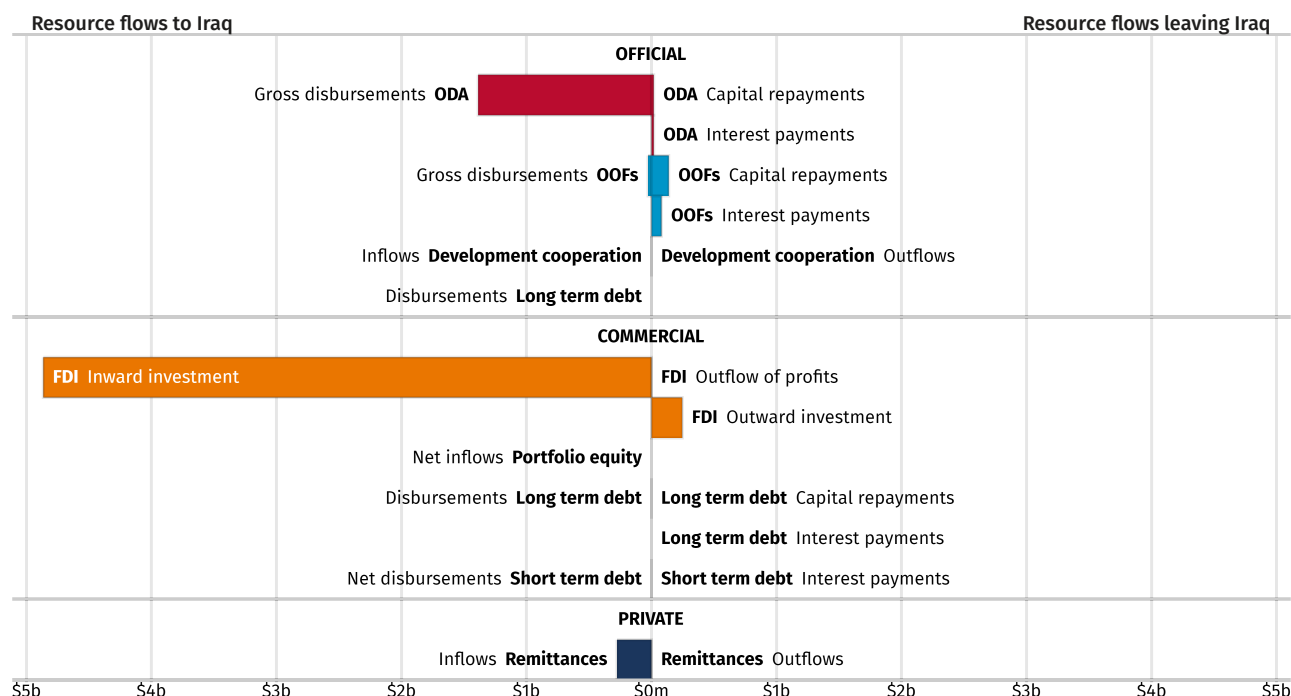 Resource flows to Iraq Resource flows leaving Iraq
OFFICIAL
Gross disbursements ODA ODA Capital repayments
ODA Interest payments
Gross disbursements OOFs OOFs Capital repayments
OOFs Interest payments
Inflows Development cooperation Development cooperation Outflows
Disbursements Long term debt
COMMERCIAL
FDI Inward investment FDI Outflow of profits
FDI Outward investment
Net inflows Portfolio equity
Disbursements Long term debt Long term debt Capital repayments
Long term debt Interest payments
Net disbursements Short term debt Short term debt Interest payments
PRIVATE
Inflows Remittances Remittances Outflows
$5b $4b $3b $2b $1b $0m $1b $2b $3b $4b $5b